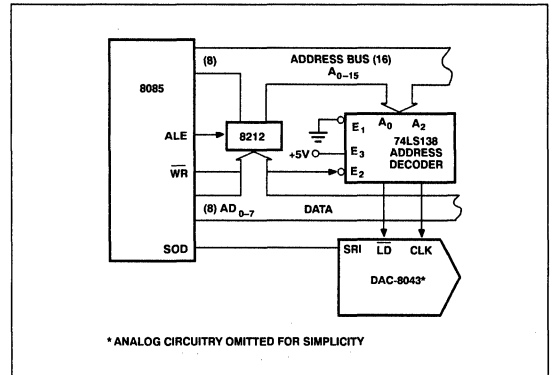 (8)
ADDRESS BUS (16)
A0–15
8085
ALE
8212
+5V
E1
A0
A2
74LS138
ADDRESS
DECODER
E3
E2
WR
(8) AD0–7
DATA
SOD
SRI
LD
CLK
DAC-8043*
* ANALOG CIRCUITRY OMITTED FOR SIMPLICITY